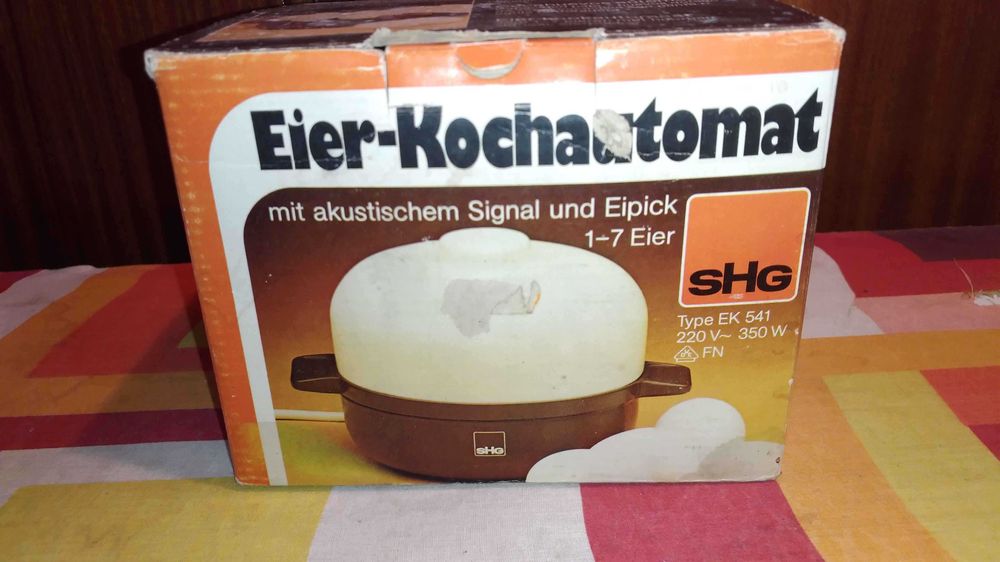 Eier-Kochautomat
mit akustischem Signal und Eipick
1-7 Eier
SHG
Type EK 541
220 V~ 350 W
FN
SHG